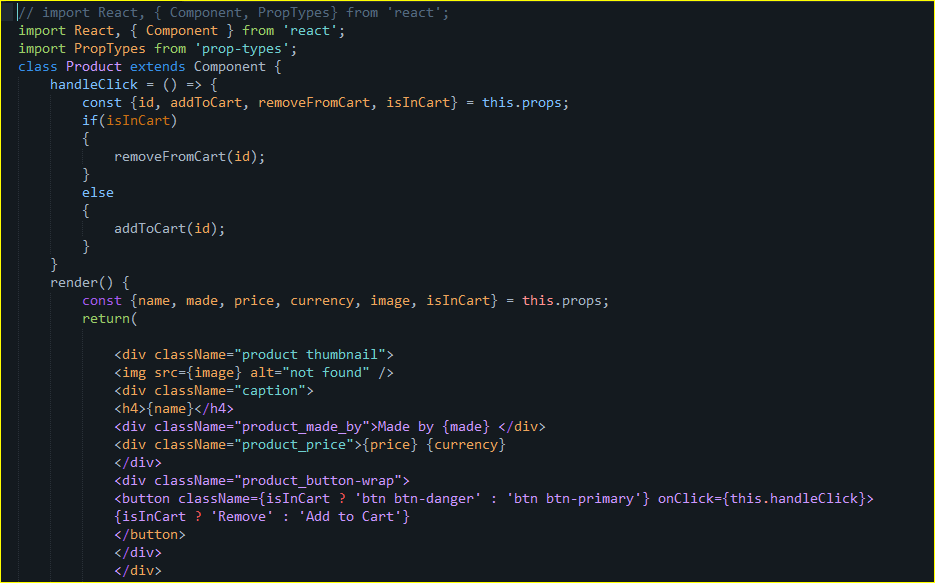 // import React, { Component, PropTypes} from 'react';
import React, { Component } from 'react';
import PropTypes from 'prop-types';
class Product extends Component {
    handleClick = () => {
        const {id, addToCart, removeFromCart, isInCart} = this.props;
        if(isInCart)
        {
            removeFromCart(id);
        }
        else
        {
            addToCart(id);
        }
    }
    render() {
        const {name, made, price, currency, image, isInCart} = this.props;
        return(
            <div className="product thumbnail">
            <img src={image} alt="not found" />
            <div className="caption">
            <h4>{name}</h4>
            <div className="product_made_by">Made by {made} </div>
            <div className="product_price">{price} {currency}
            </div>
            <div className="product_button-wrap">
            <button className={isInCart ? 'btn btn-danger' : 'btn btn-primary'} onClick={this.handleClick}>
            {isInCart ? 'Remove' : 'Add to Cart'}
            </button>
            </div>
            </div>